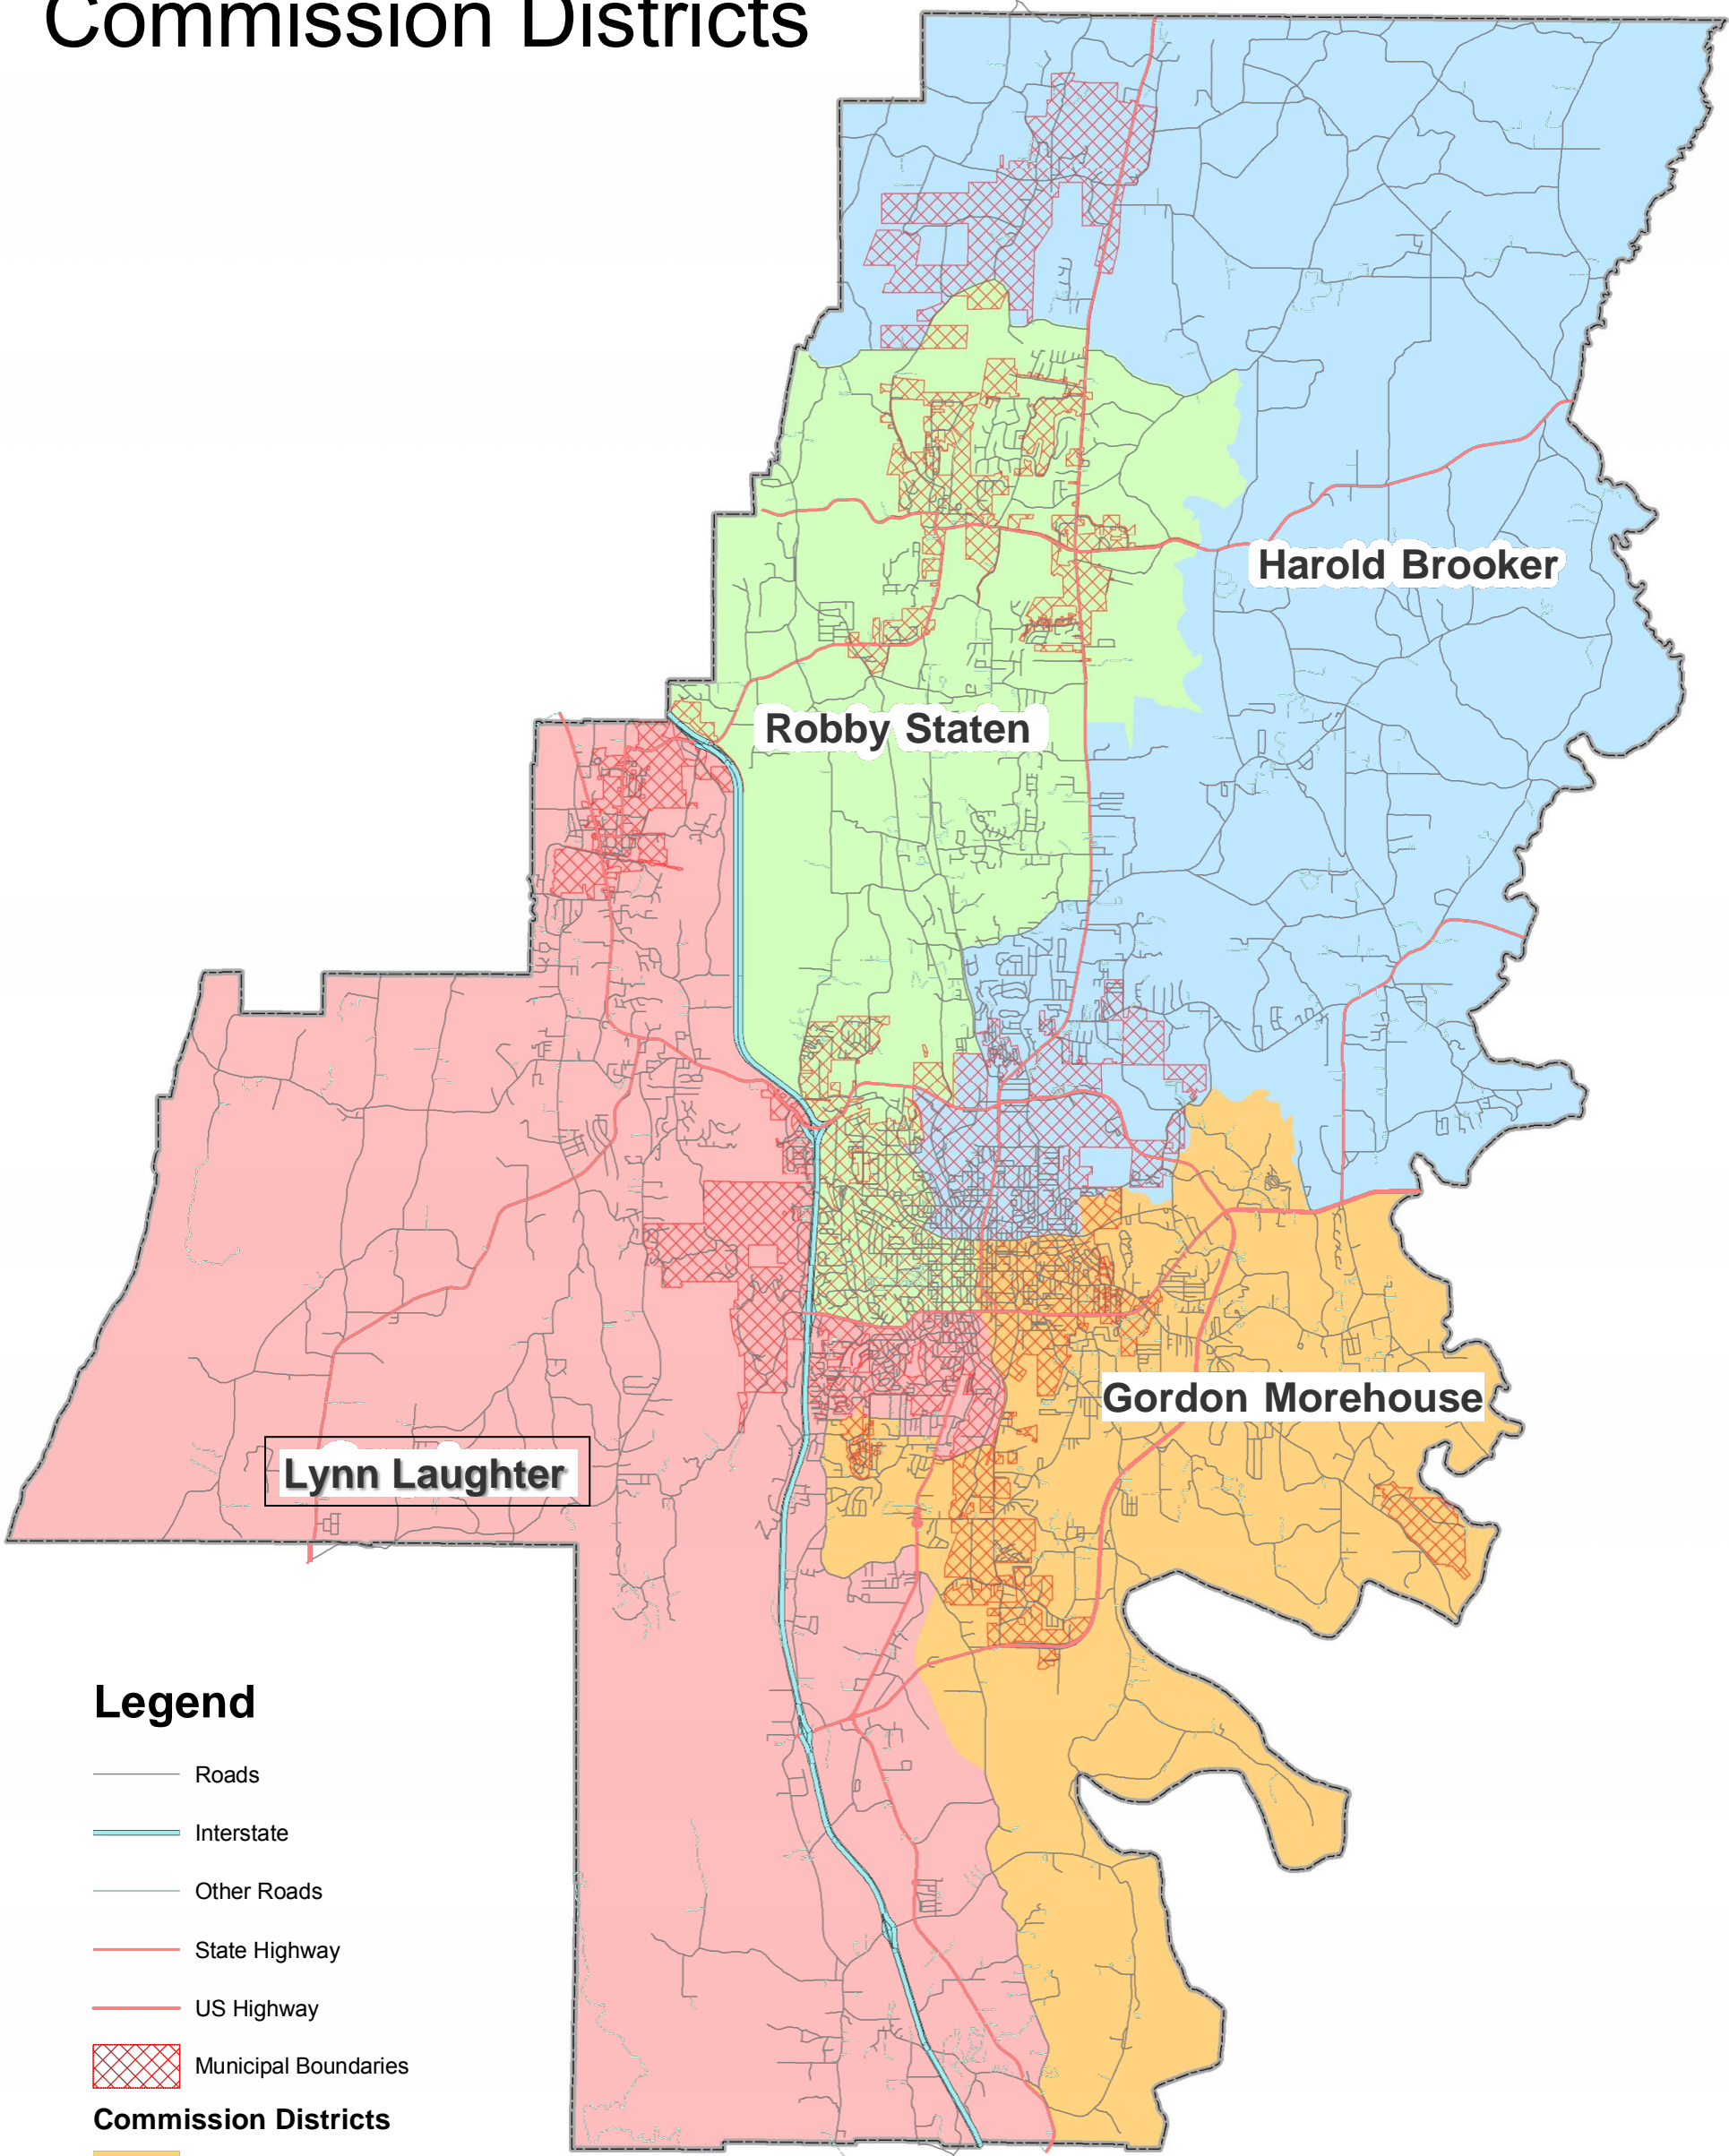 Commission Districts
Harold Brooker
Robby Staten
Gordon Morehouse
Lynn Laughter
Legend
Roads
Interstate
Other Roads
State Highway
US Highway
Municipal Boundaries
Commission Districts